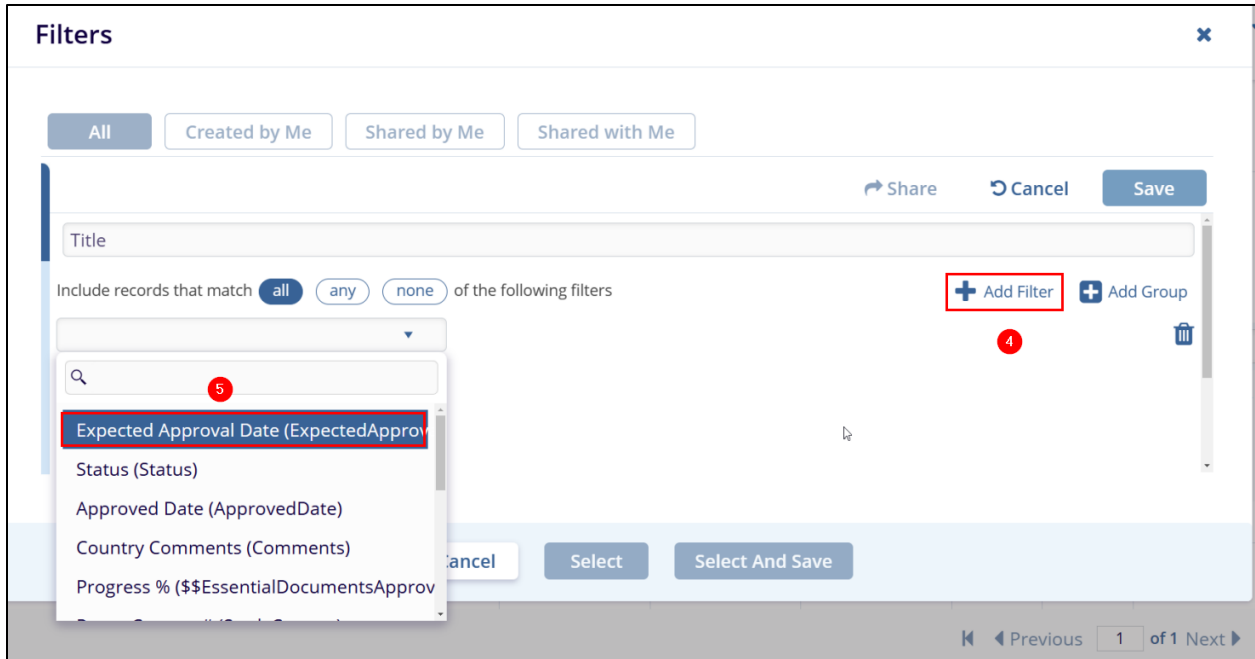 Filters
All Created by Me Shared by Me Shared with Me
Share Cancel Save
Title
Include records that match all any none of the following filters
Add Filter Add Group
4
5
Expected Approval Date (ExpectedApprov
Status (Status)
Approved Date (ApprovedDate)
Country Comments (Comments)
Progress % ($$EssentialDocumentsApprov
ancel Select Select And Save
Previous 1 of 1 Next